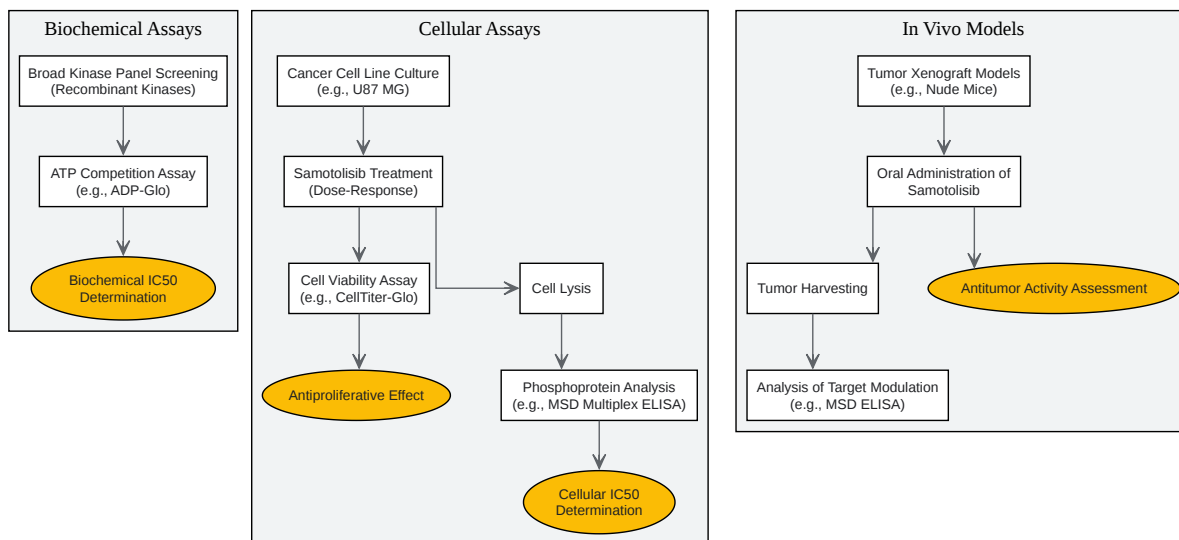 Biochemical Assays
Broad Kinase Panel Screening
(Recombinant Kinases)
ATP Competition Assay
(e.g., ADP-Glo)
Biochemical IC50
Determination
Cellular Assays
Cancer Cell Line Culture
(e.g., U87 MG)
Samotolisib Treatment
(Dose-Response)
Cell Viability Assay
(e.g., CellTiter-Glo)
Cell Lysis
Antiproliferative Effect
Phosphoprotein Analysis
(e.g., MSD Multiplex ELISA)
Cellular IC50
Determination
In Vivo Models
Tumor Xenograft Models
(e.g., Nude Mice)
Oral Administration of
Samotolisib
Tumor Harvesting
Antitumor Activity Assessment
Analysis of Target Modulation
(e.g., MSD ELISA)